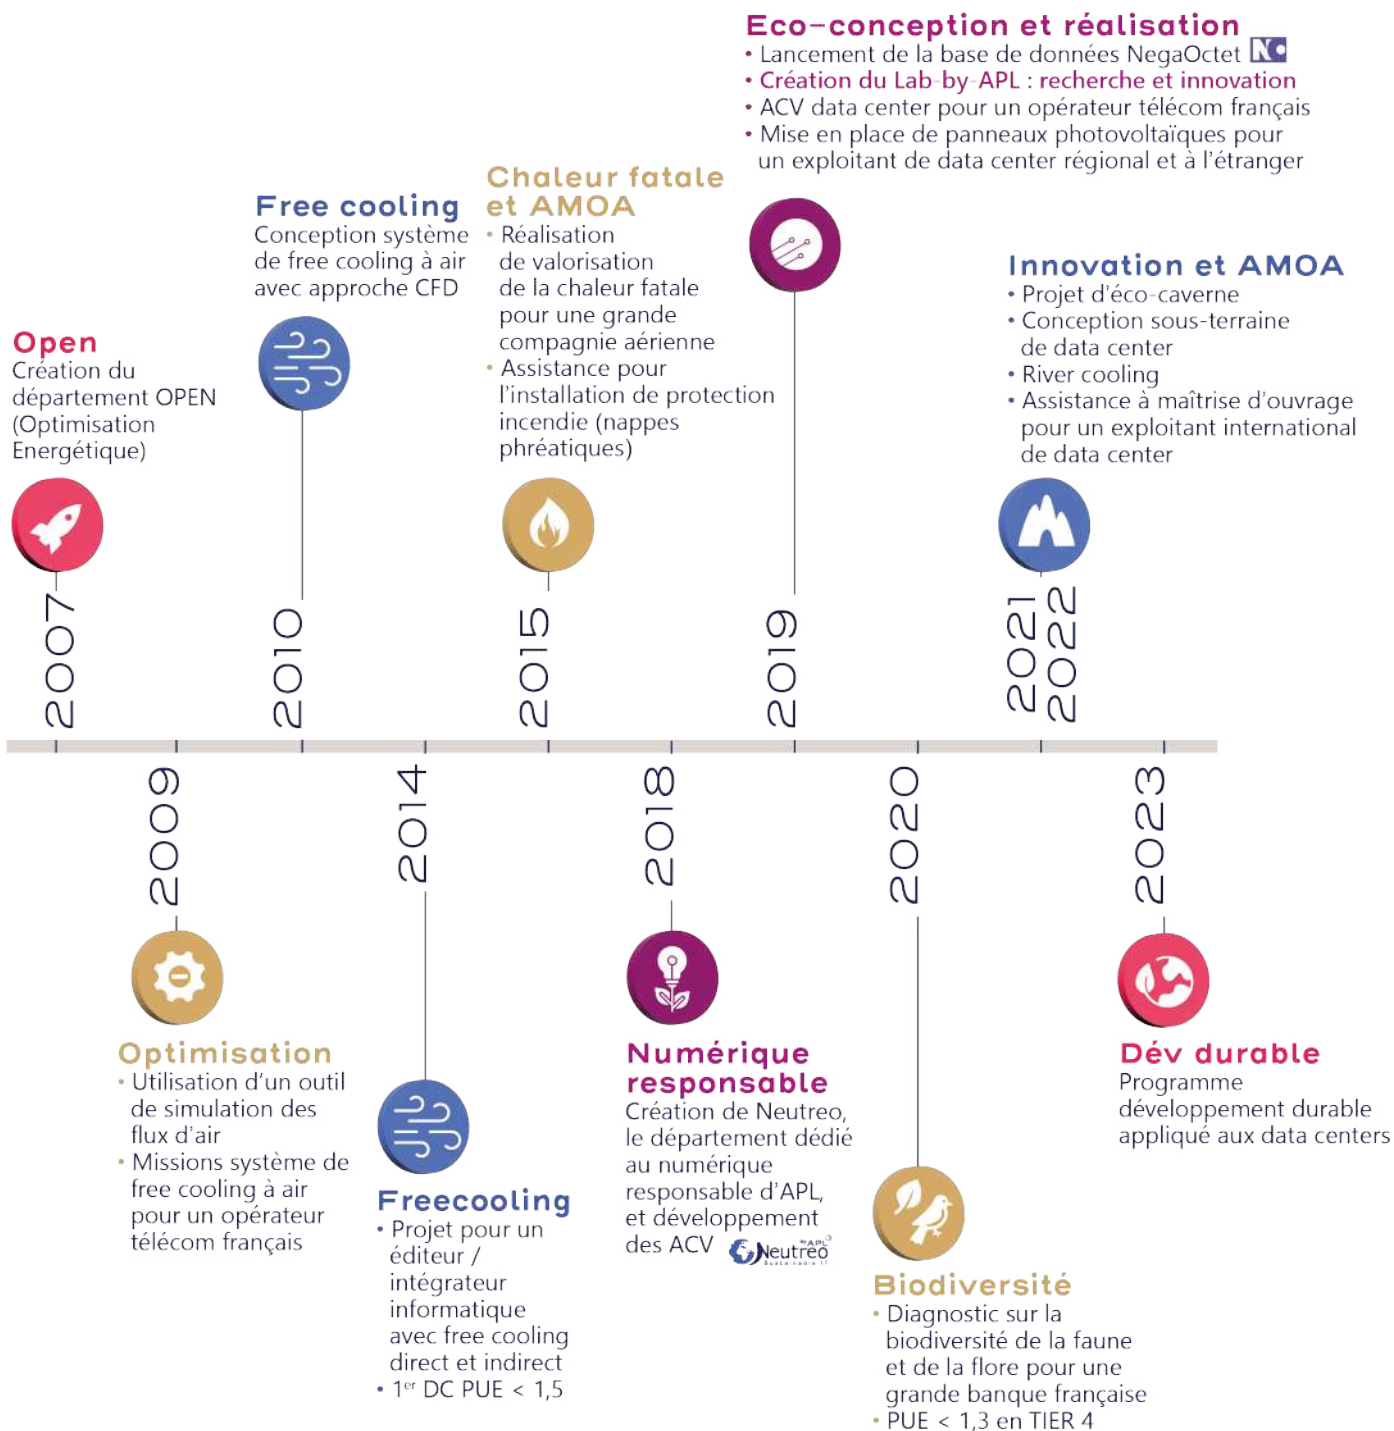 Eco-conception et réalisation
• Lancement de la base de données NegaOctet N
• Création du Lab-by-APL : recherche et innovation
• ACV data center pour un opérateur télécom français
• Mise en place de panneaux photovoltaïques pour
un exploitant de data center régional et à l'étranger
Chaleur fatale
et AMOA
• Réalisation
de valorisation
de la chaleur fatale
pour une grande
compagnie aérienne
• Assistance pour
l'installation de protection
incendie (nappes
phréatiques)
Free cooling
Conception système
de free cooling à air
avec approche CFD
Innovation et AMOA
• Projet d'éco-caverne
• Conception sous-terraine
de data center
• River cooling
• Assistance à maîtrise d'ouvrage
pour un exploitant international
de data center
Open
Création du
département OPEN
(Optimisation
Energétique)
2007
2010
2015
2019
2021
2022
2009
2014
2018
2020
2023
Optimisation
• Utilisation d'un outil
de simulation des
flux d'air
• Missions système de
free cooling à air
pour un opérateur
télécom français
Freecooling
• Projet pour un
éditeur /
intégrateur
informatique
avec free cooling
direct et indirect
• 1er DC PUE < 1,5
Numérique
responsable
Création de Neutreo,
le département dédié
au numérique
responsable d'APL,
et développement
des ACV
by APL
Neutreo
Sustainable IT
Biodiversité
• Diagnostic sur la
biodiversité de la faune
et de la flore pour une
grande banque française
• PUE < 1,3 en TIER 4
Dév durable
Programme
développement durable
appliqué aux data centers